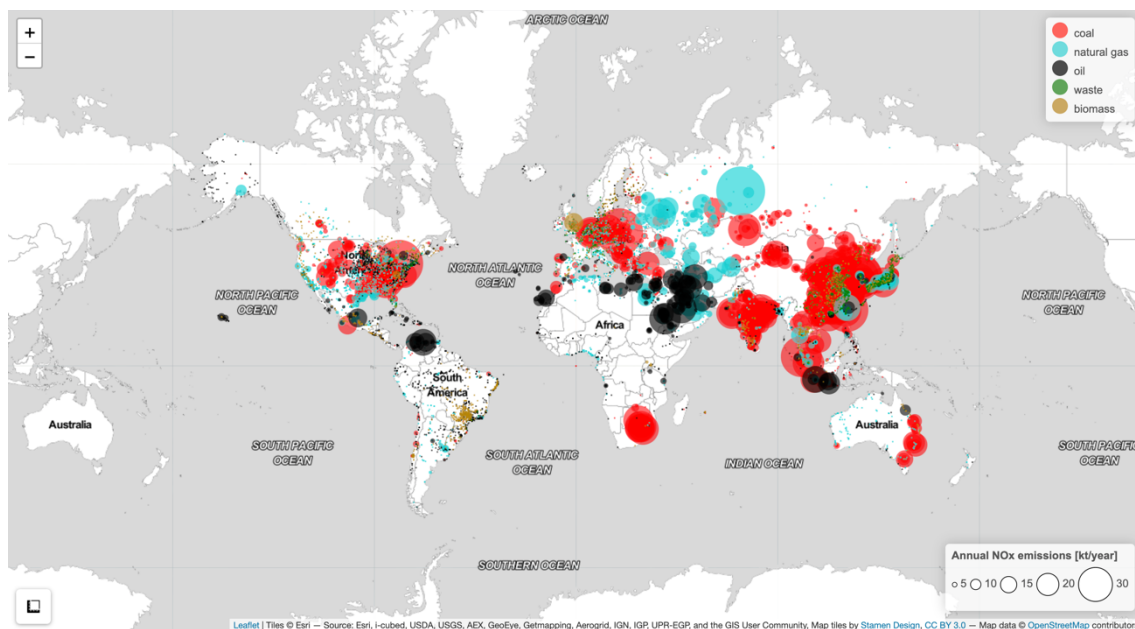 ARCTIC OCEAN
+
−
coal
natural gas
oil
waste
biomass
North
America
NORTH ATLANTIC
OCEAN
NORTH PACIFIC
OCEAN
NORTH PACIFIC
OCEAN
Africa
South
America
Australia
Australia
SOUTH PACIFIC
OCEAN
SOUTH ATLANTIC
OCEAN
INDIAN OCEAN
SOUTH PACIFIC
OCEAN
SOUTHERN OCEAN
Annual NOx emissions [kt/year]
5 10 15 20 30
Leaflet | Tiles © Esri — Source: Esri, i-cubed, USDA, USGS, AEX, GeoEye, Getmapping, Aerogrid, IGN, IGP, UPR-EGP, and the GIS User Community, Map tiles by Stamen Design, CC BY 3.0 — Map data © OpenStreetMap contributor